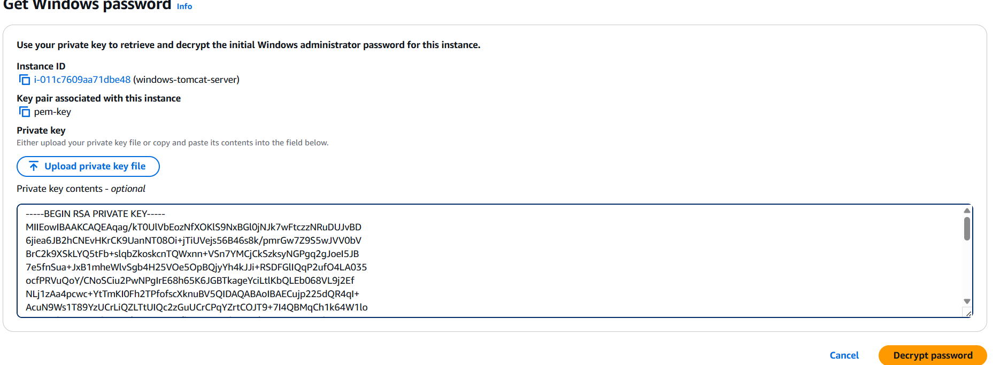 Get Windows password Info
Use your private key to retrieve and decrypt the initial Windows administrator password for this instance.
Instance ID
i-011c7609aa71dbe48 (windows-tomcat-server)
Key pair associated with this instance
pem-key
Private key
Either upload your private key file or copy and paste its contents into the field below.
Upload private key file
Private key contents - optional
-----BEGIN RSA PRIVATE KEY-----
MIIEowIBAAKCAQEAqag/kT0UlVbEozNfXOKlS9NxBGl0jNJk7wFtczzNRuDUJvBD
6jiea6JB2hCNEvHKrCK9UanNT08Oi+jTiUVejs56B46s8k/pmrGw7Z9S5wJVV0bV
BrC2k9XSkLYQ5tFb+slqbZkoskcnTQWxnn+VSn7YMCjCkSzksyNGPgq2gJoeI5JB
7e5fnSua+JxB1mheWlvSgb4H25VOe5OpBQjyYh4kJJi+RSDFGlIQqP2ufO4LA035
ocfPRVuQoY/CNoSCiu2PwNPgIrE68h65K6JGBTkageYciLtlKbQLEb068VL9j2Ef
NLj1zAa4pcwc+YtTmKI0Fh2TPfofscXknuBV5QIDAQABAoIBAECujp225dQR4qI+
AcuN9Ws1T89YzUCrLiQZLTtUIQc2zGuUCrCPqYZrtCOJT9+7I4QBMqCh1k64W1lo
Cancel
Decrypt password